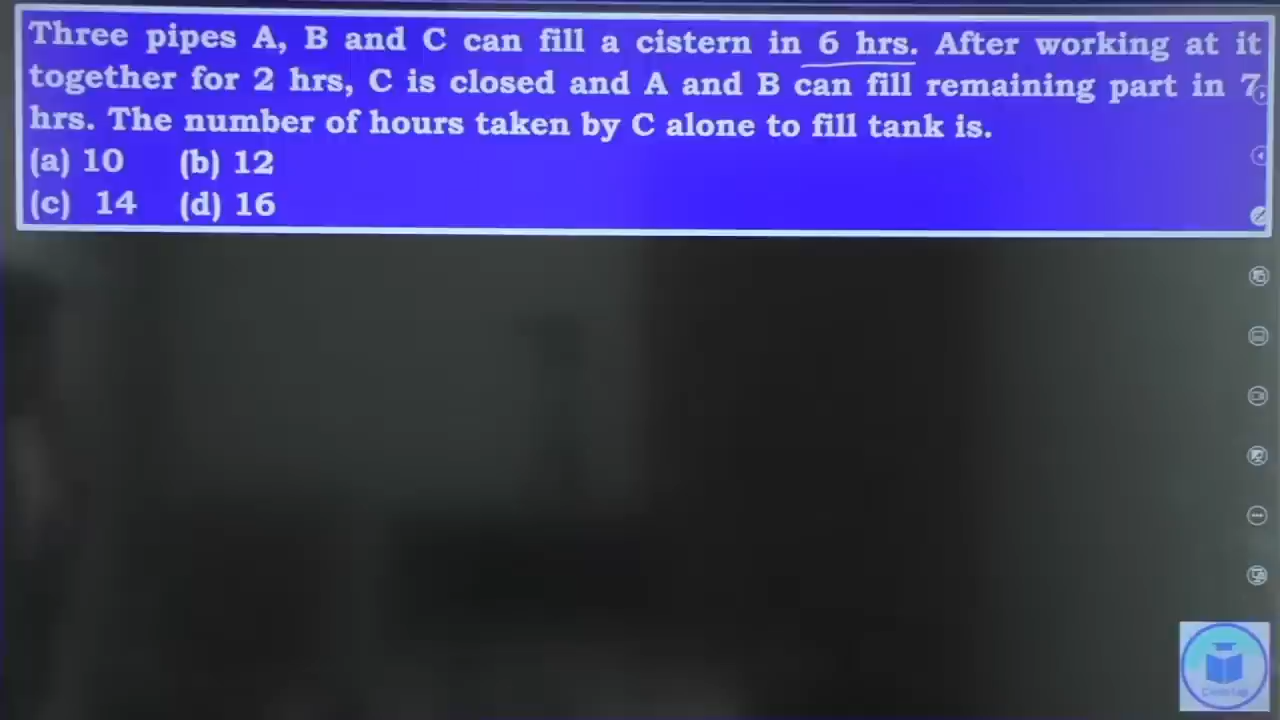 Three pipes A, B and C can fill a cistern in 6 hrs. After working at it
together for 2 hrs, C is closed and A and B can fill remaining part in 7
hrs. The number of hours taken by C alone to fill tank is.
(a) 10 (b) 12
(c) 14 (d) 16